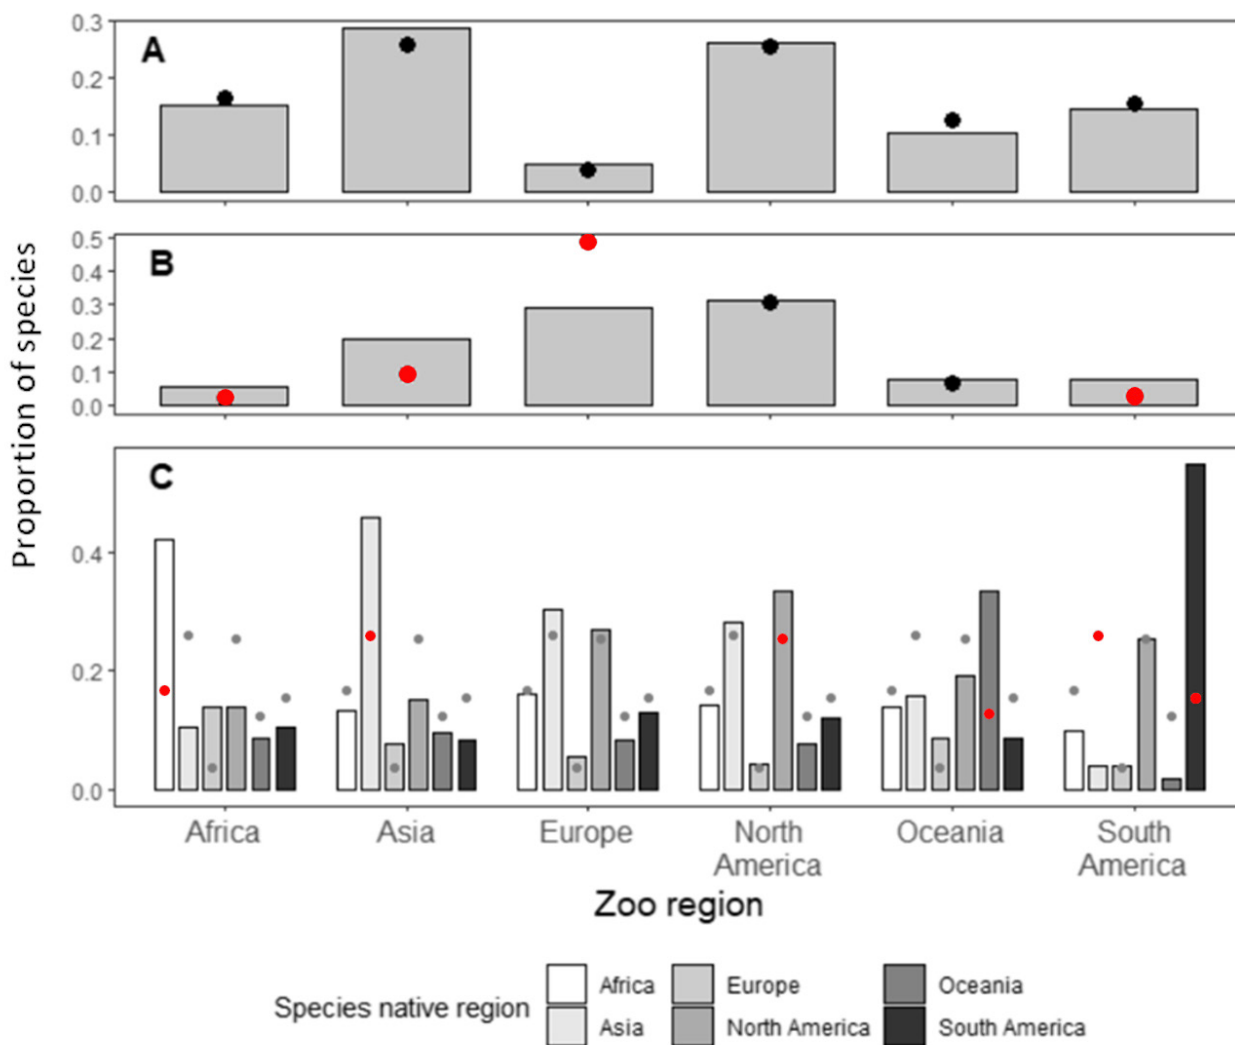 A
0.3
0.2
0.1
0.0
B
0.5
0.4
0.3
0.2
0.1
0.0
Proportion of species
C
0.4
0.2
0.0
Africa Asia Europe North America Oceania South America
Zoo region
Species native region
Africa Europe Oceania
Asia North America South America